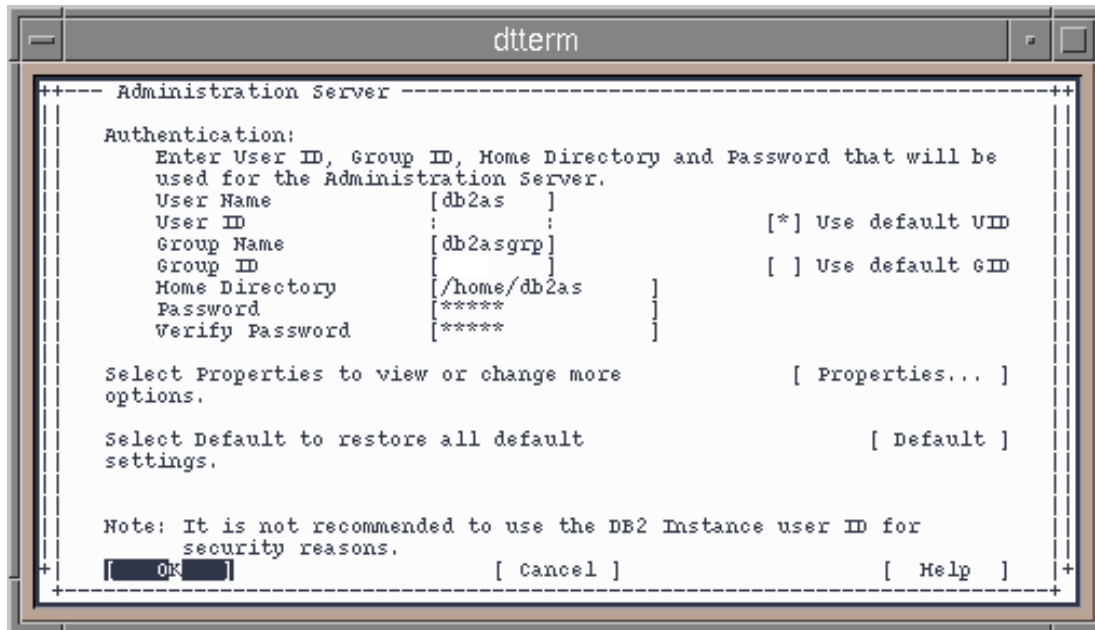 dtterm
Administration Server
Authentication:
Enter User ID, Group ID, Home Directory and Password that will be
used for the Administration Server.
User Name [db2as ]
User ID : : [*] Use default UID
Group Name [db2asgrp]
Group ID [ ] [ ] Use default GID
Home Directory [/home/db2as ]
Password [***** ]
Verify Password [***** ]
Select Properties to view or change more [ Properties... ]
options.
Select Default to restore all default [ Default ]
settings.
Note: It is not recommended to use the DB2 Instance user ID for
security reasons.
[ OK ] [ Cancel ] [ Help ]